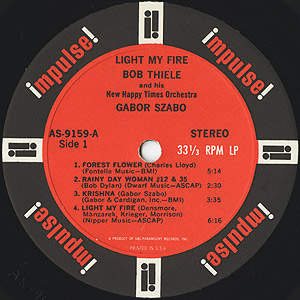 impulse!
impulse!
impulse!
impulse!
LIGHT MY FIRE
BOB THIELE
and his
New Happy Times Orchestra
GABOR SZABO
AS-9159-A
Side 1
STEREO
33 1/3 RPM LP
1. FOREST FLOWER (Charles Lloyd)
(Fontella Music—BMI) 5:14
2. RAINY DAY WOMAN #12 & 35
(Bob Dylan) (Dwarf Music—ASCAP) 2:30
3. KRISHNA (Gabor Szabo)
(Gabor & Cardigan, Inc.—BMI) 3:08
4. LIGHT MY FIRE (Densmore,
Manzarek, Krieger, Morrison)
(Nipper Music—ASCAP) 6:16
A PRODUCT OF ABC-PARAMOUNT RECORDS, INC.
PRINTED IN U.S.A.